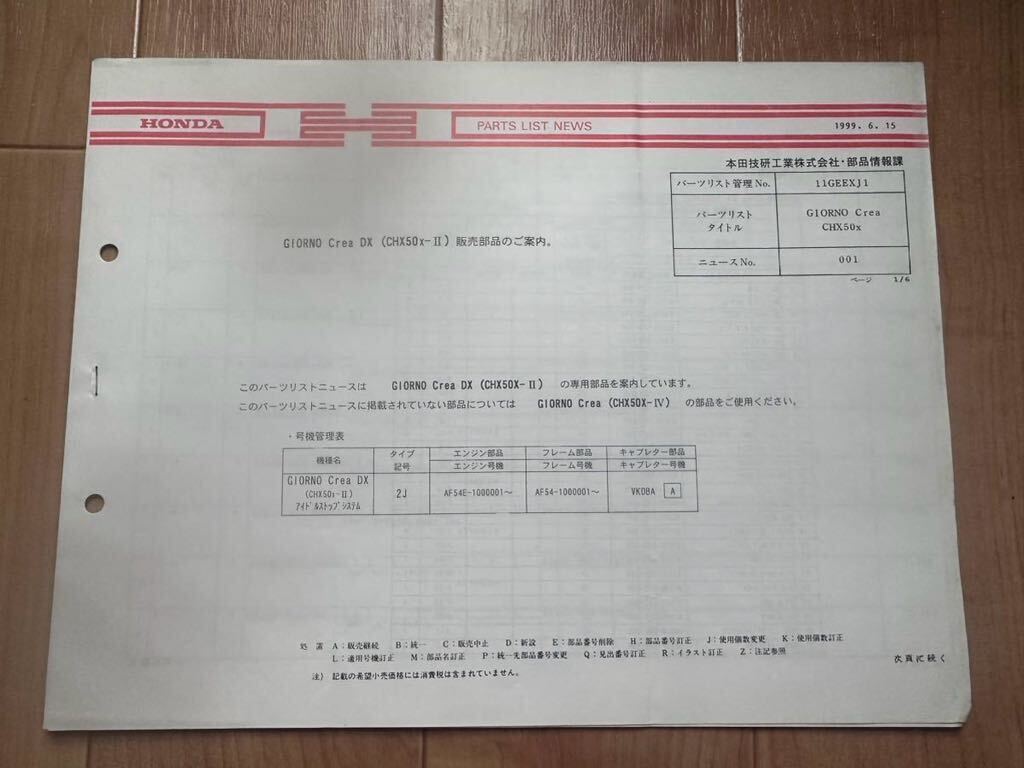 HONDA
PARTS LIST NEWS
1999. 6. 15
本田技研工業株式会社・部品情報課
パーツリスト管理No. 11GEEXJ1
パーツリスト
タイトル
GIORNO Crea
CHX50x
ニュースNo. 001
ページ 1/6
GIORNO Crea DX (CHX50x-Ⅱ) 販売部品のご案内。
このパーツリストニュースは GIORNO Crea DX (CHX50X-Ⅱ) の専用部品を案内しています。
このパーツリストニュースに掲載されていない部品については GIORNO Crea (CHX50X-Ⅳ) の部品をご使用ください。
・号機管理表
機種名
タイプ
記号
エンジン部品
エンジン号機
フレーム部品
フレーム号機
キャブレター部品
キャブレター号機
GIORNO Crea DX
(CHX50x-Ⅱ)
アイドルストップシステム
2J
AF54E-1000001～
AF54-1000001～
VK08A A
処 置 A：販売継続 B：統一 C：販売中止 D：新設 E：部品番号削除 H：部品番号訂正 J：使用個数変更 K：使用個数訂正
L：適用号機訂正 M：部品名訂正 P：統一先部品番号変更 Q：見出番号訂正 R：イラスト訂正 Z：注記参照
注) 記載の希望小売価格には消費税は含まれていません。
次頁に続く